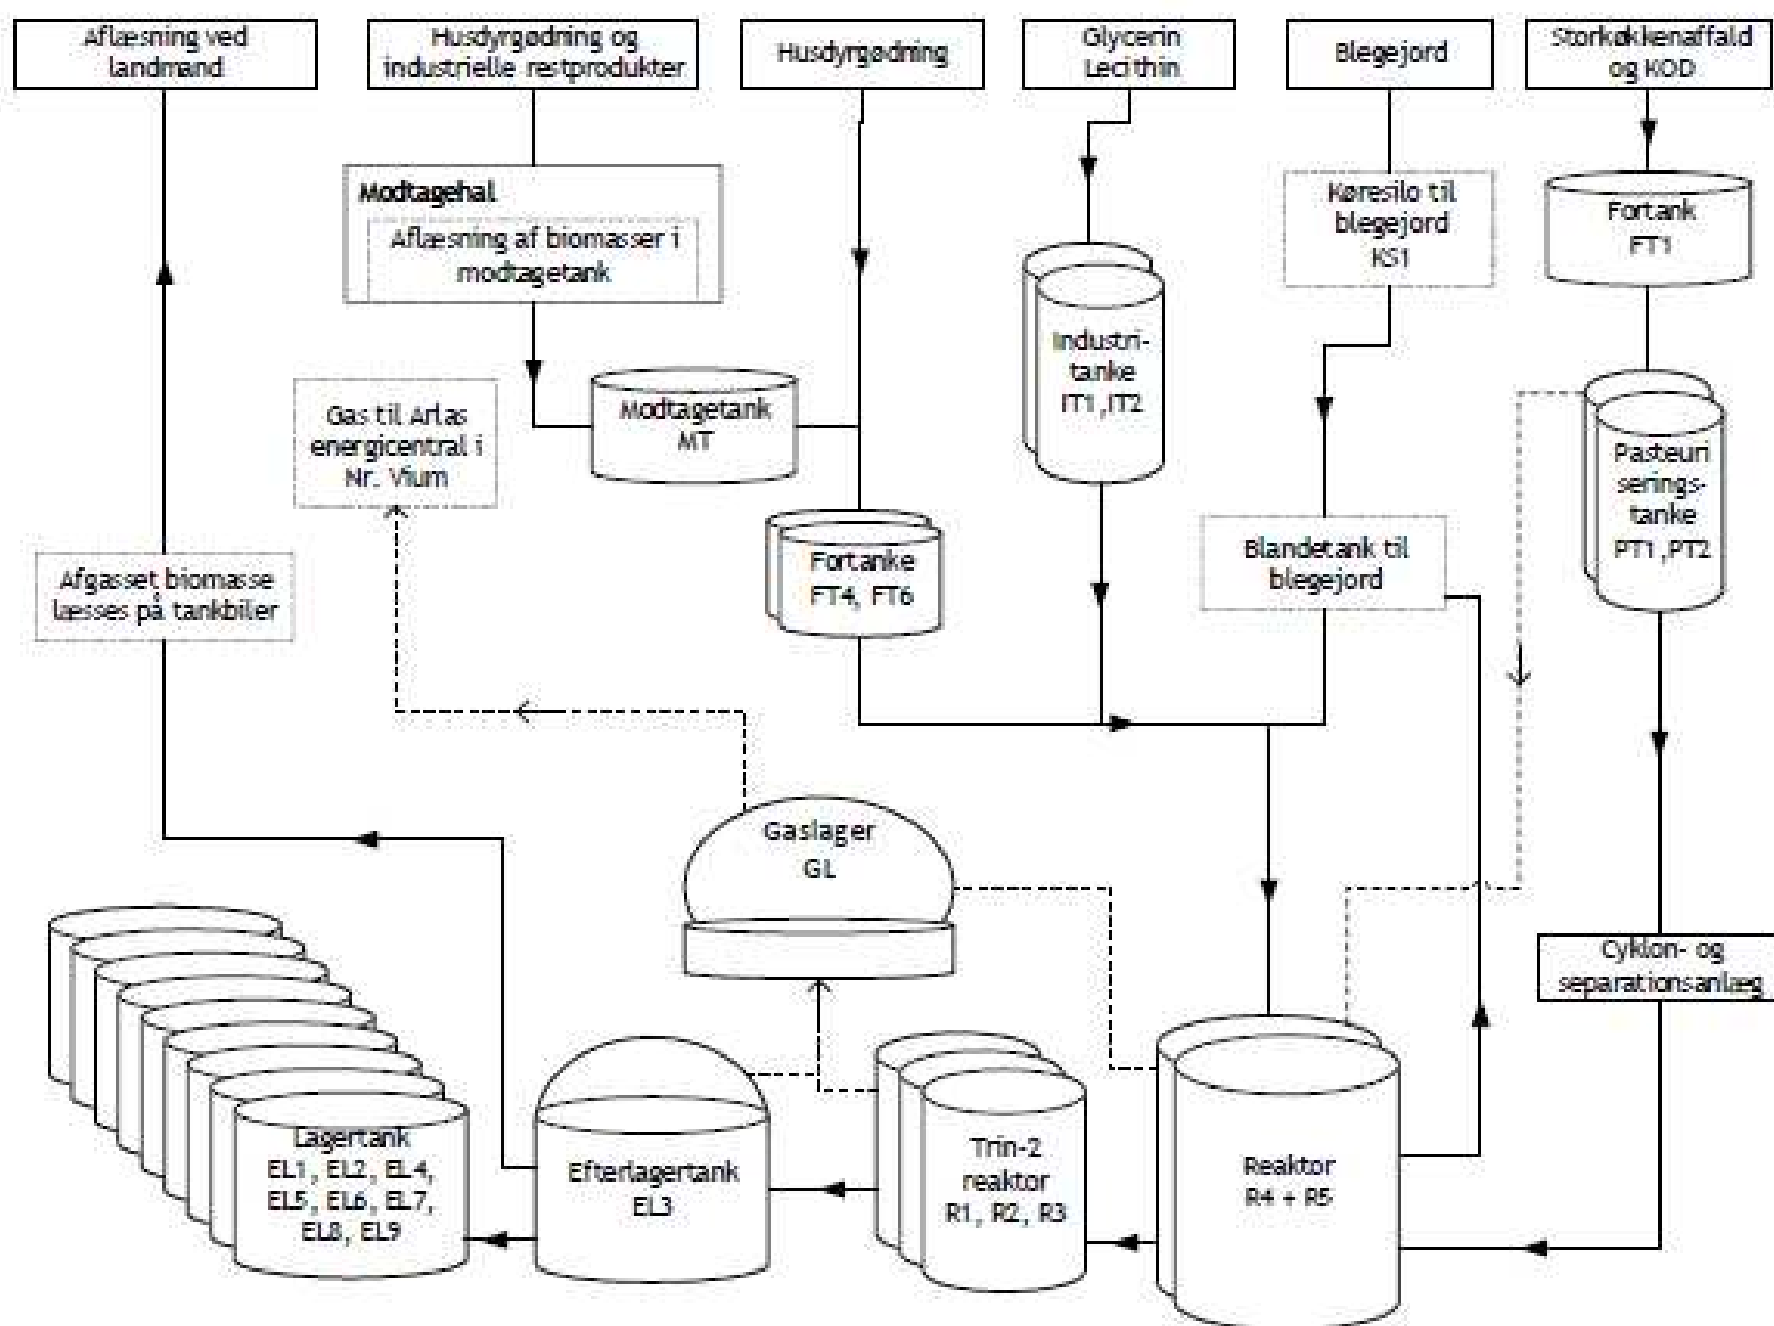 Aflæsning ved
landmand
Husdyrgødning og
industrielle restprodukter
Husdyrgødning
Glycerin
Lecithin
Blegejord
Storkøkkenaffald
og KOD
Modtagehal
Aflæsning af biomasser i
modtagetank
Køresilo til
blegejord
KS1
Fortank
FT1
Industri-
tanke
IT1,IT2
Modtagetank
MT
Gas til Arlas
energicentral i
Nr. Vium
Pasteuri
serings-
tanke
PT1,PT2
Fortanke
FT4, FT6
Blandetank til
blegejord
Afgasset biomasse
læsses på tankbiler
Gaslager
GL
Cyklon- og
separationsanlæg
Lagertank
EL1, EL2, EL4,
EL5, EL6, EL7,
EL8, EL9
Efterlagertank
EL3
Trin-2
reaktor
R1, R2, R3
Reaktor
R4 + R5